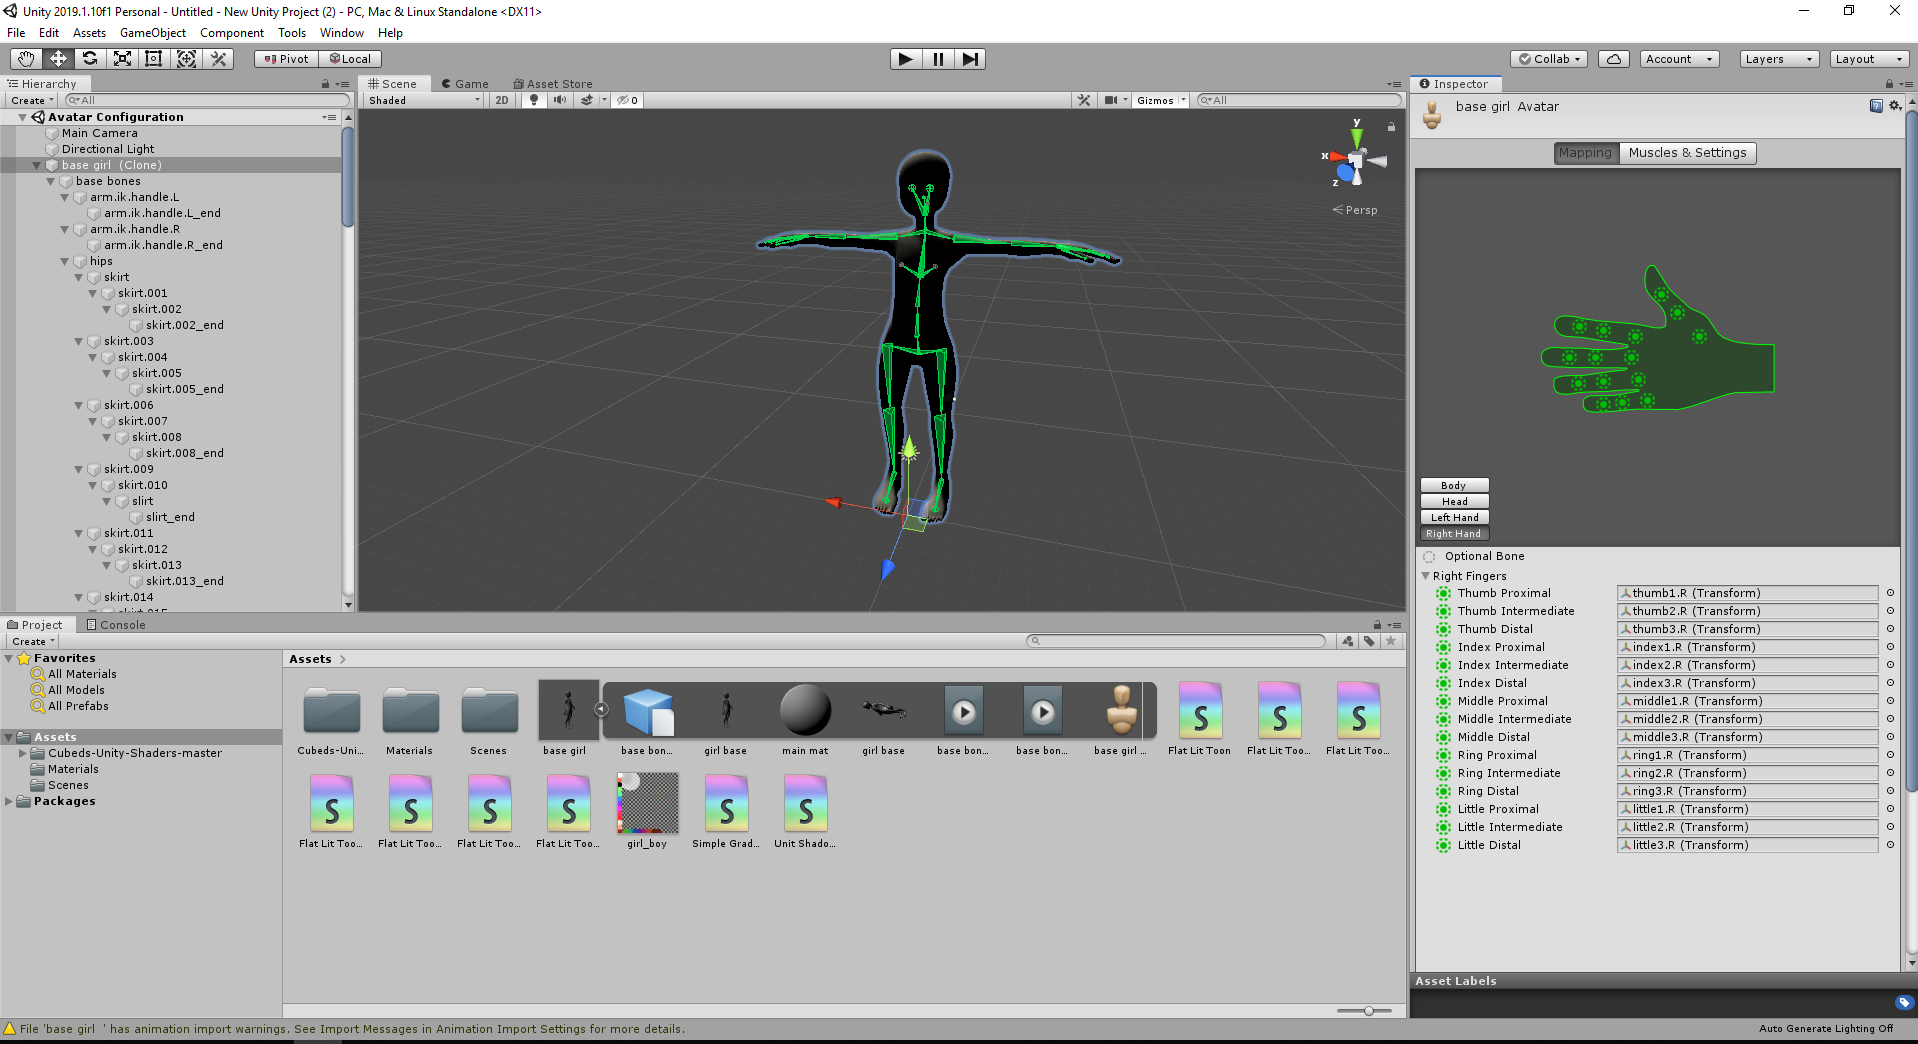 Unity 2019.1.10f1 Personal - Untitled - New Unity Project (2) - PC, Mac & Linux Standalone <DX11>
File Edit Assets GameObject Component Tools Window Help
Pivot Local Collab Account Layers Layout
Hierarchy
Create All
Avatar Configuration
Main Camera
Directional Light
base girl (Clone)
base bones
arm.ik.handle.L
arm.ik.handle.L_end
arm.ik.handle.R
arm.ik.handle.R_end
hips
skirt
skirt.001
skirt.002
skirt.002_end
skirt.003
skirt.004
skirt.005
skirt.005_end
skirt.006
skirt.007
skirt.008
skirt.008_end
skirt.009
skirt.010
slirt
slirt_end
skirt.011
skirt.012
skirt.013
skirt.013_end
skirt.014
Scene Game Asset Store
Shaded 2D 0 Gizmos All
y
x
z
Persp
Inspector
base girl Avatar
Mapping Muscles & Settings
Body
Head
Left Hand
Right Hand
Optional Bone
Right Fingers
Thumb Proximal thumb1.R (Transform)
Thumb Intermediate thumb2.R (Transform)
Thumb Distal thumb3.R (Transform)
Index Proximal index1.R (Transform)
Index Intermediate index2.R (Transform)
Index Distal index3.R (Transform)
Middle Proximal middle1.R (Transform)
Middle Intermediate middle2.R (Transform)
Middle Distal middle3.R (Transform)
Ring Proximal ring1.R (Transform)
Ring Intermediate ring2.R (Transform)
Ring Distal ring3.R (Transform)
Little Proximal little1.R (Transform)
Little Intermediate little2.R (Transform)
Little Distal little3.R (Transform)
Asset Labels
Project Console
Create
Favorites
All Materials
All Models
All Prefabs
Assets
Cubeds-Unity-Shaders-master
Materials
Scenes
Packages
Assets
S S S
Cubeds-Uni... Materials Scenes base girl base bon... girl base main mat girl base base bon... base bon... base girl ... Flat Lit Toon Flat Lit Too... Flat Lit Too...
S S S S S S
Flat Lit Too... Flat Lit Too... Flat Lit Too... Flat Lit Too... girl_boy Simple Grad... Unit Shado...
File 'base girl ' has animation import warnings. See Import Messages in Animation Import Settings for more details.
Auto Generate Lighting Off